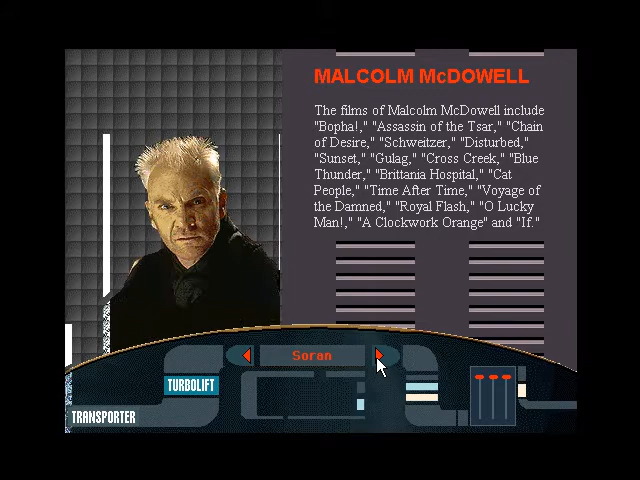 MALCOLM McDOWELL
The films of Malcolm McDowell include
"Bopha!," "Assassin of the Tsar," "Chain
of Desire," "Schweitzer," "Disturbed,"
"Sunset," "Gulag," "Cross Creek," "Blue
Thunder," "Brittania Hospital," "Cat
People," "Time After Time," "Voyage of
the Damned," "Royal Flash," "O Lucky
Man!," "A Clockwork Orange" and "If."
Soran
TURBOLIFT
TRANSPORTER